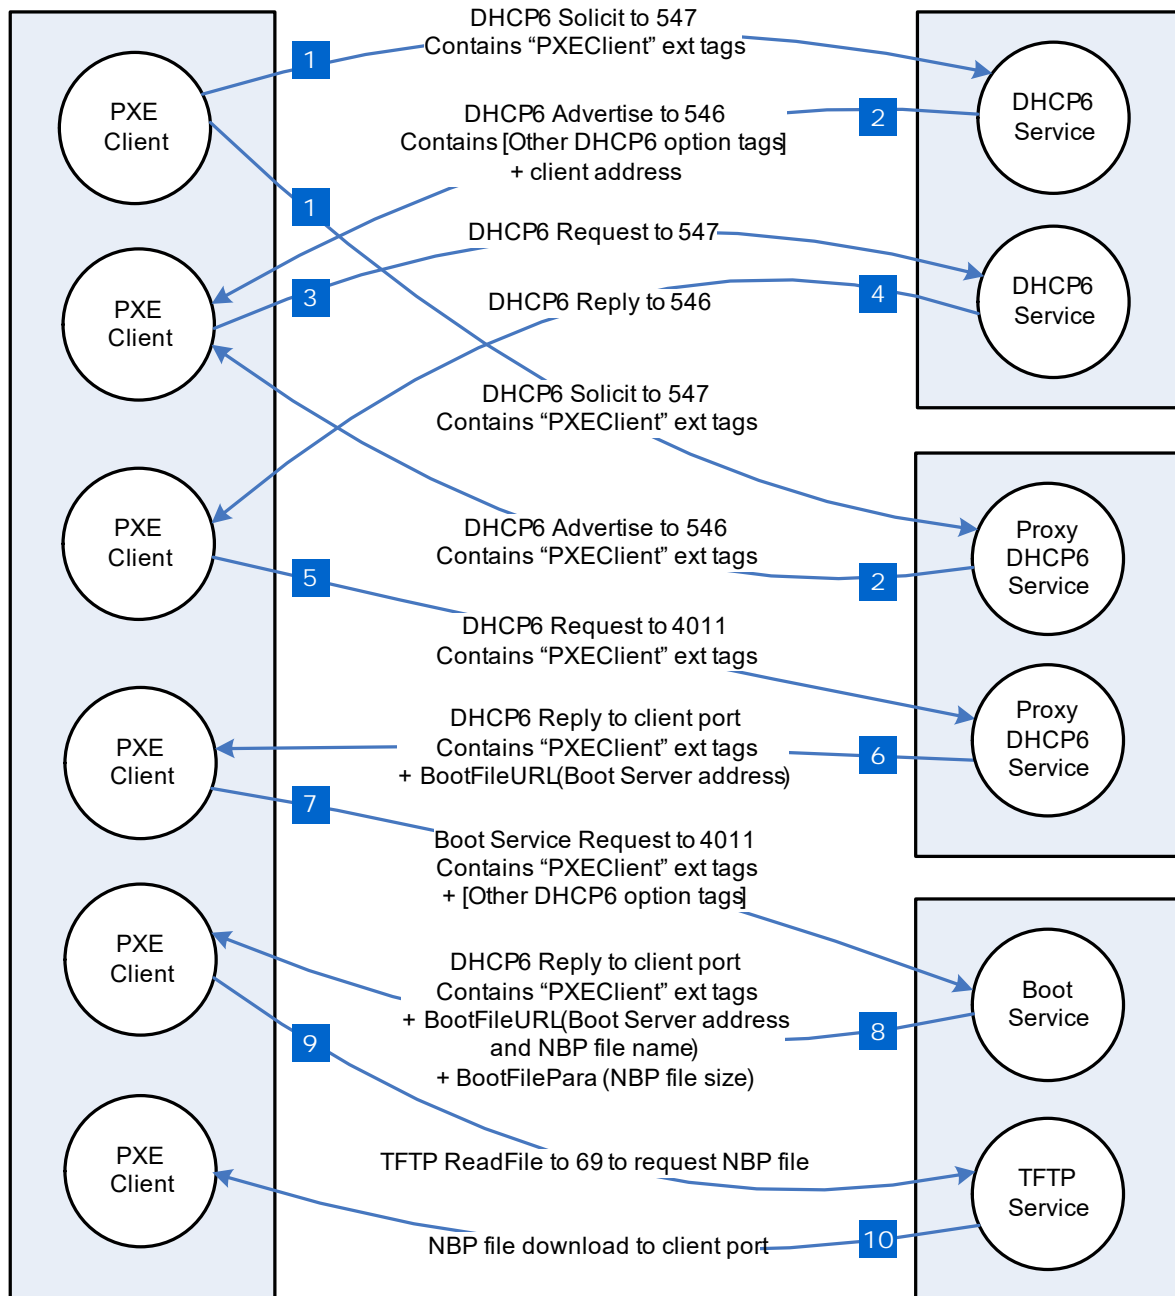 DHCP6 Solicit to 547
Contains “PXEClient” ext tags
1
PXE
Client
DHCP6
Service
DHCP6 Advertise to 546
Contains [Other DHCP6 option tags]
+ client address
2
1
DHCP6 Request to 547
3
PXE
Client
DHCP6
Service
DHCP6 Reply to 546
4
DHCP6 Solicit to 547
Contains “PXEClient” ext tags
PXE
Client
Proxy
DHCP6
Service
DHCP6 Advertise to 546
Contains “PXEClient” ext tags
2
5
DHCP6 Request to 4011
Contains “PXEClient” ext tags
Proxy
DHCP6
Service
PXE
Client
DHCP6 Reply to client port
Contains “PXEClient” ext tags
+ BootFileURL(Boot Server address)
6
7
Boot Service Request to 4011
Contains “PXEClient” ext tags
+ [Other DHCP6 option tags]
PXE
Client
Boot
Service
DHCP6 Reply to client port
Contains “PXEClient” ext tags
+ BootFileURL(Boot Server address
and NBP file name)
+ BootFilePara (NBP file size)
8
9
PXE
Client
TFTP ReadFile to 69 to request NBP file
TFTP
Service
NBP file download to client port
10